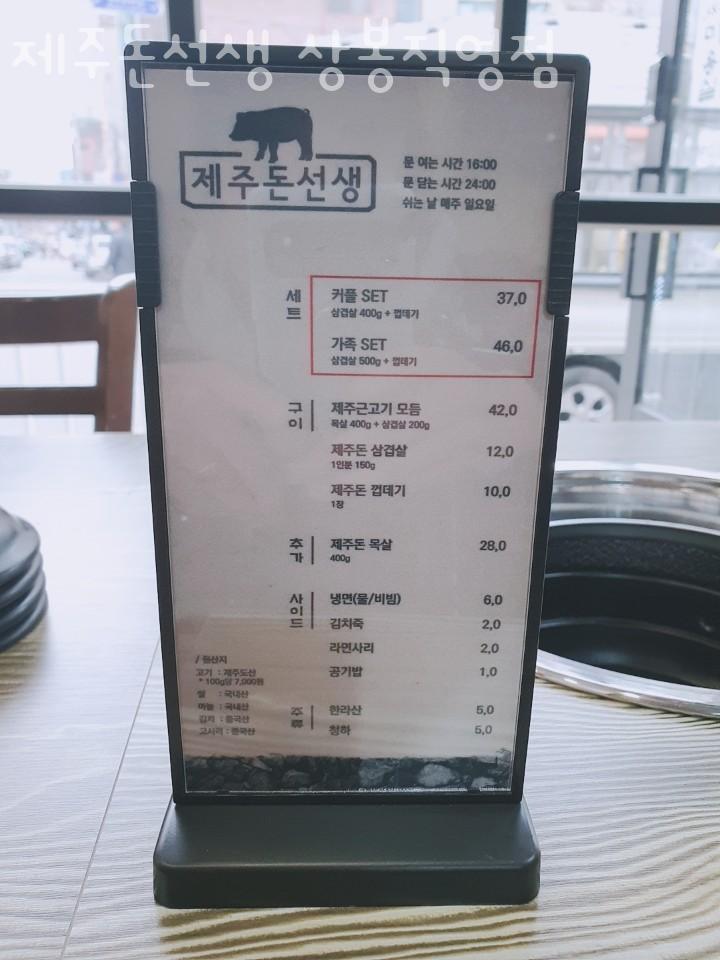 제주돈선생 상봉직영점
제주돈선생
문 여는 시간 16:00
문 닫는 시간 24:00
쉬는 날 매주 일요일
세트
커플 SET 37,0
삼겹살 400g + 껍데기
가족 SET 46,0
삼겹살 500g + 껍데기
구이
제주근고기 모듬 42,0
목살 400g + 삼겹살 200g
제주돈 삼겹살 12,0
1인분 150g
제주돈 껍데기 10,0
1장
추가
제주돈 목살 28,0
400g
사이드
냉면(물/비빔) 6,0
김치죽 2,0
라면사리 2,0
공기밥 1,0
/ 원산지
고기 : 제주도산
* 100g당 7,000원
쌀 : 국내산
마늘 : 국내산
김치 : 중국산
고사리 : 중국산
주류
한라산 5,0
청하 5,0